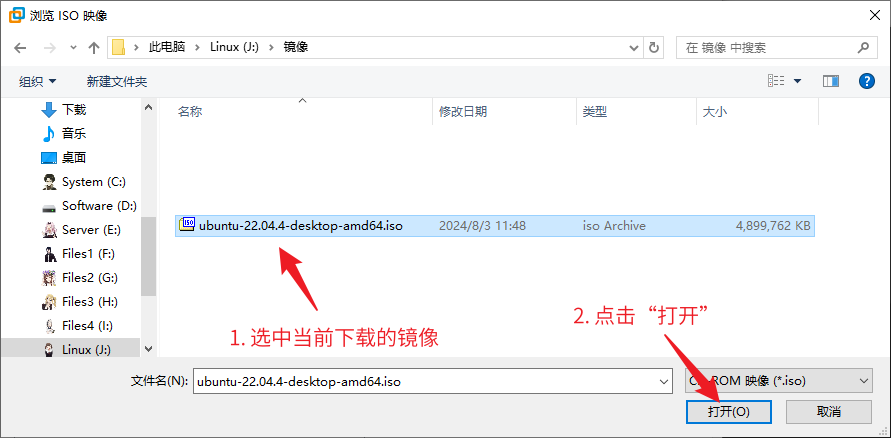 浏览 ISO 映像
此电脑 Linux (J:) 镜像
在 镜像 中搜索
组织 新建文件夹
名称 修改日期 类型 大小
下载
音乐
桌面
System (C:)
Software (D:)
Server (E:)
Files1 (F:)
Files2 (G:)
Files3 (H:)
Files4 (I:)
Linux (J:)
ISO
ubuntu-22.04.4-desktop-amd64.iso 2024/8/3 11:48 iso Archive 4,899,762 KB
1. 选中当前下载的镜像
2. 点击“打开”
文件名(N): ubuntu-22.04.4-desktop-amd64.iso
ROM 映像 (*.iso)
打开(O) 取消